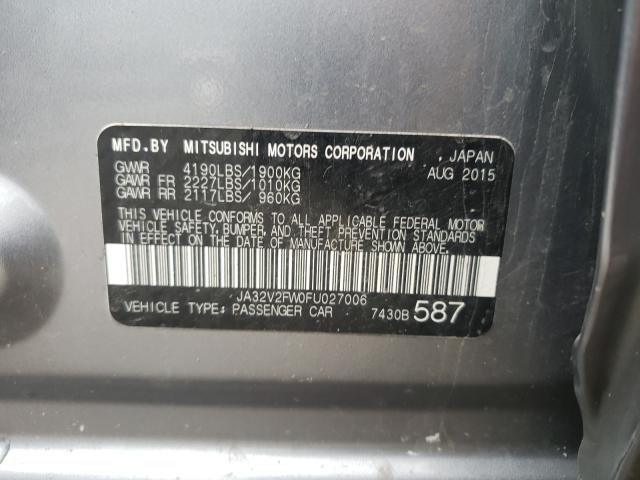 MFD.BY MITSUBISHI MOTORS CORPORATION , JAPAN
GVWR 4190LBS/1900KG AUG 2015
GAWR FR 2227LBS/1010KG
GAWR RR 2117LBS/ 960KG
THIS VEHICLE CONFORMS TO ALL APPLICABLE FEDERAL MOTOR
VEHICLE SAFETY, BUMPER, AND THEFT PREVENTION STANDARDS
IN EFFECT ON THE DATE OF MANUFACTURE SHOWN ABOVE.
JA32V2FW0FU027006
VEHICLE TYPE: PASSENGER CAR 7430B 587